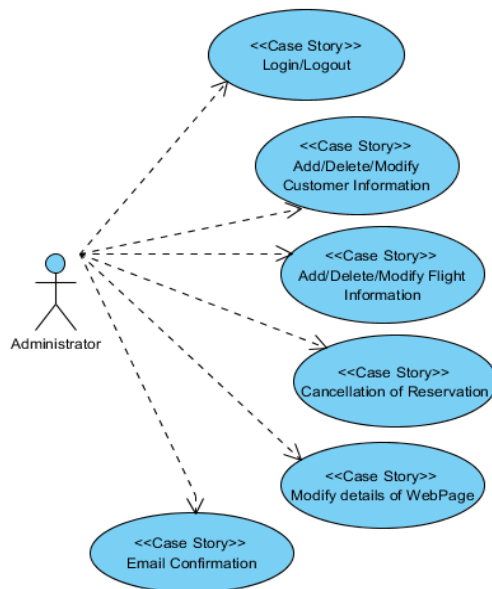 <<Case Story>>
Login/Logout
<<Case Story>>
Add/Delete/Modify
Customer Information
<<Case Story>>
Add/Delete/Modify Flight
Information
Administrator
<<Case Story>>
Cancellation of Reservation
<<Case Story>>
Modify details of WebPage
<<Case Story>>
Email Confirmation